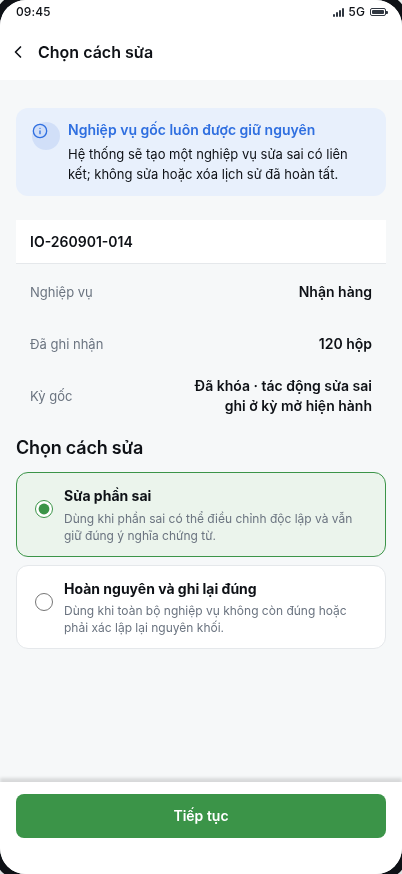 09:45
5G
Chọn cách sửa
Nghiệp vụ gốc luôn được giữ nguyên
Hệ thống sẽ tạo một nghiệp vụ sửa sai có liên
kết; không sửa hoặc xóa lịch sử đã hoàn tất.
IO-260901-014
Nghiệp vụ
Nhận hàng
Đã ghi nhận
120 hộp
Kỳ gốc
Đã khóa · tác động sửa sai
ghi ở kỳ mở hiện hành
Chọn cách sửa
Sửa phần sai
Dùng khi phần sai có thể điều chỉnh độc lập và vẫn
giữ đúng ý nghĩa chứng từ.
Hoàn nguyên và ghi lại đúng
Dùng khi toàn bộ nghiệp vụ không còn đúng hoặc
phải xác lập lại nguyên khối.
Tiếp tục